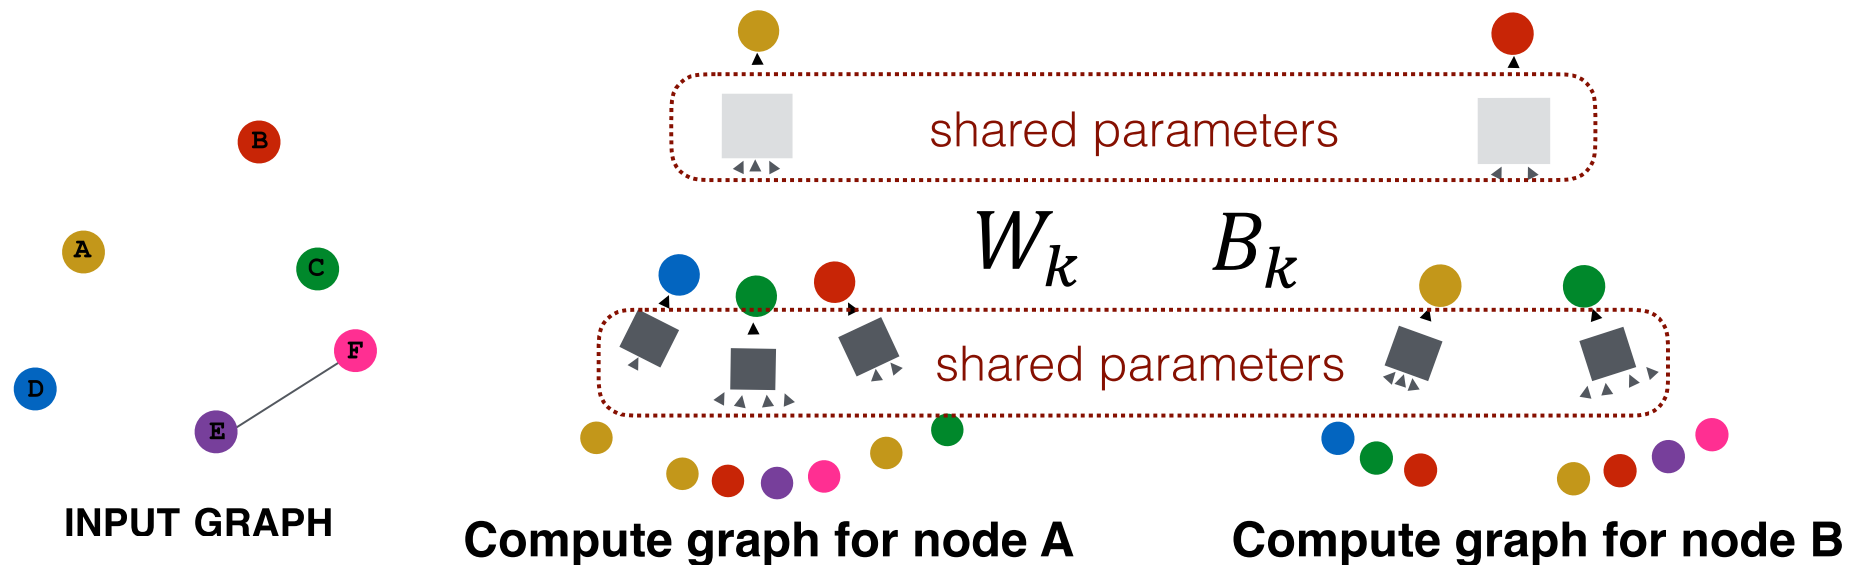 B
A
C
F
D
E
INPUT GRAPH
shared parameters
W_k B_k
shared parameters
Compute graph for node A
Compute graph for node B